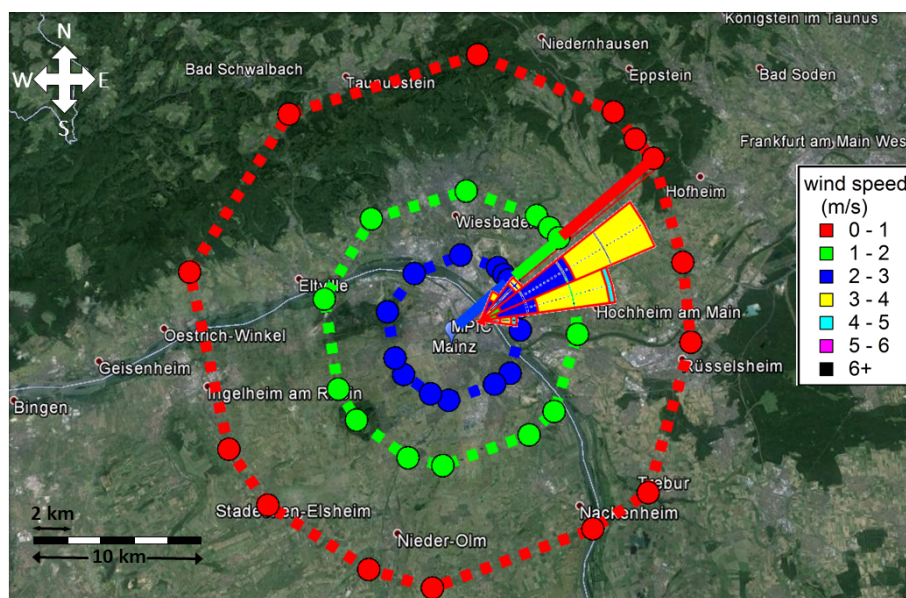 Königstein im Taunus
N
Niedernhausen
Bad Schwalbach
Eppstein
Bad Soden
Taunusstein
W
E
S
Frankfurt am Main Wes
Hofheim
wind speed
(m/s)
0 - 1
1 - 2
2 - 3
3 - 4
4 - 5
5 - 6
6+
Wiesbaden
Eltville
Hochheim am Main
Oestrich-Winkel
MPIC
Mainz
Geisenheim
Rüsselsheim
Ingelheim am Rhein
Bingen
Trebur
Nackenheim
2 km
Nieder-Olm
10 km